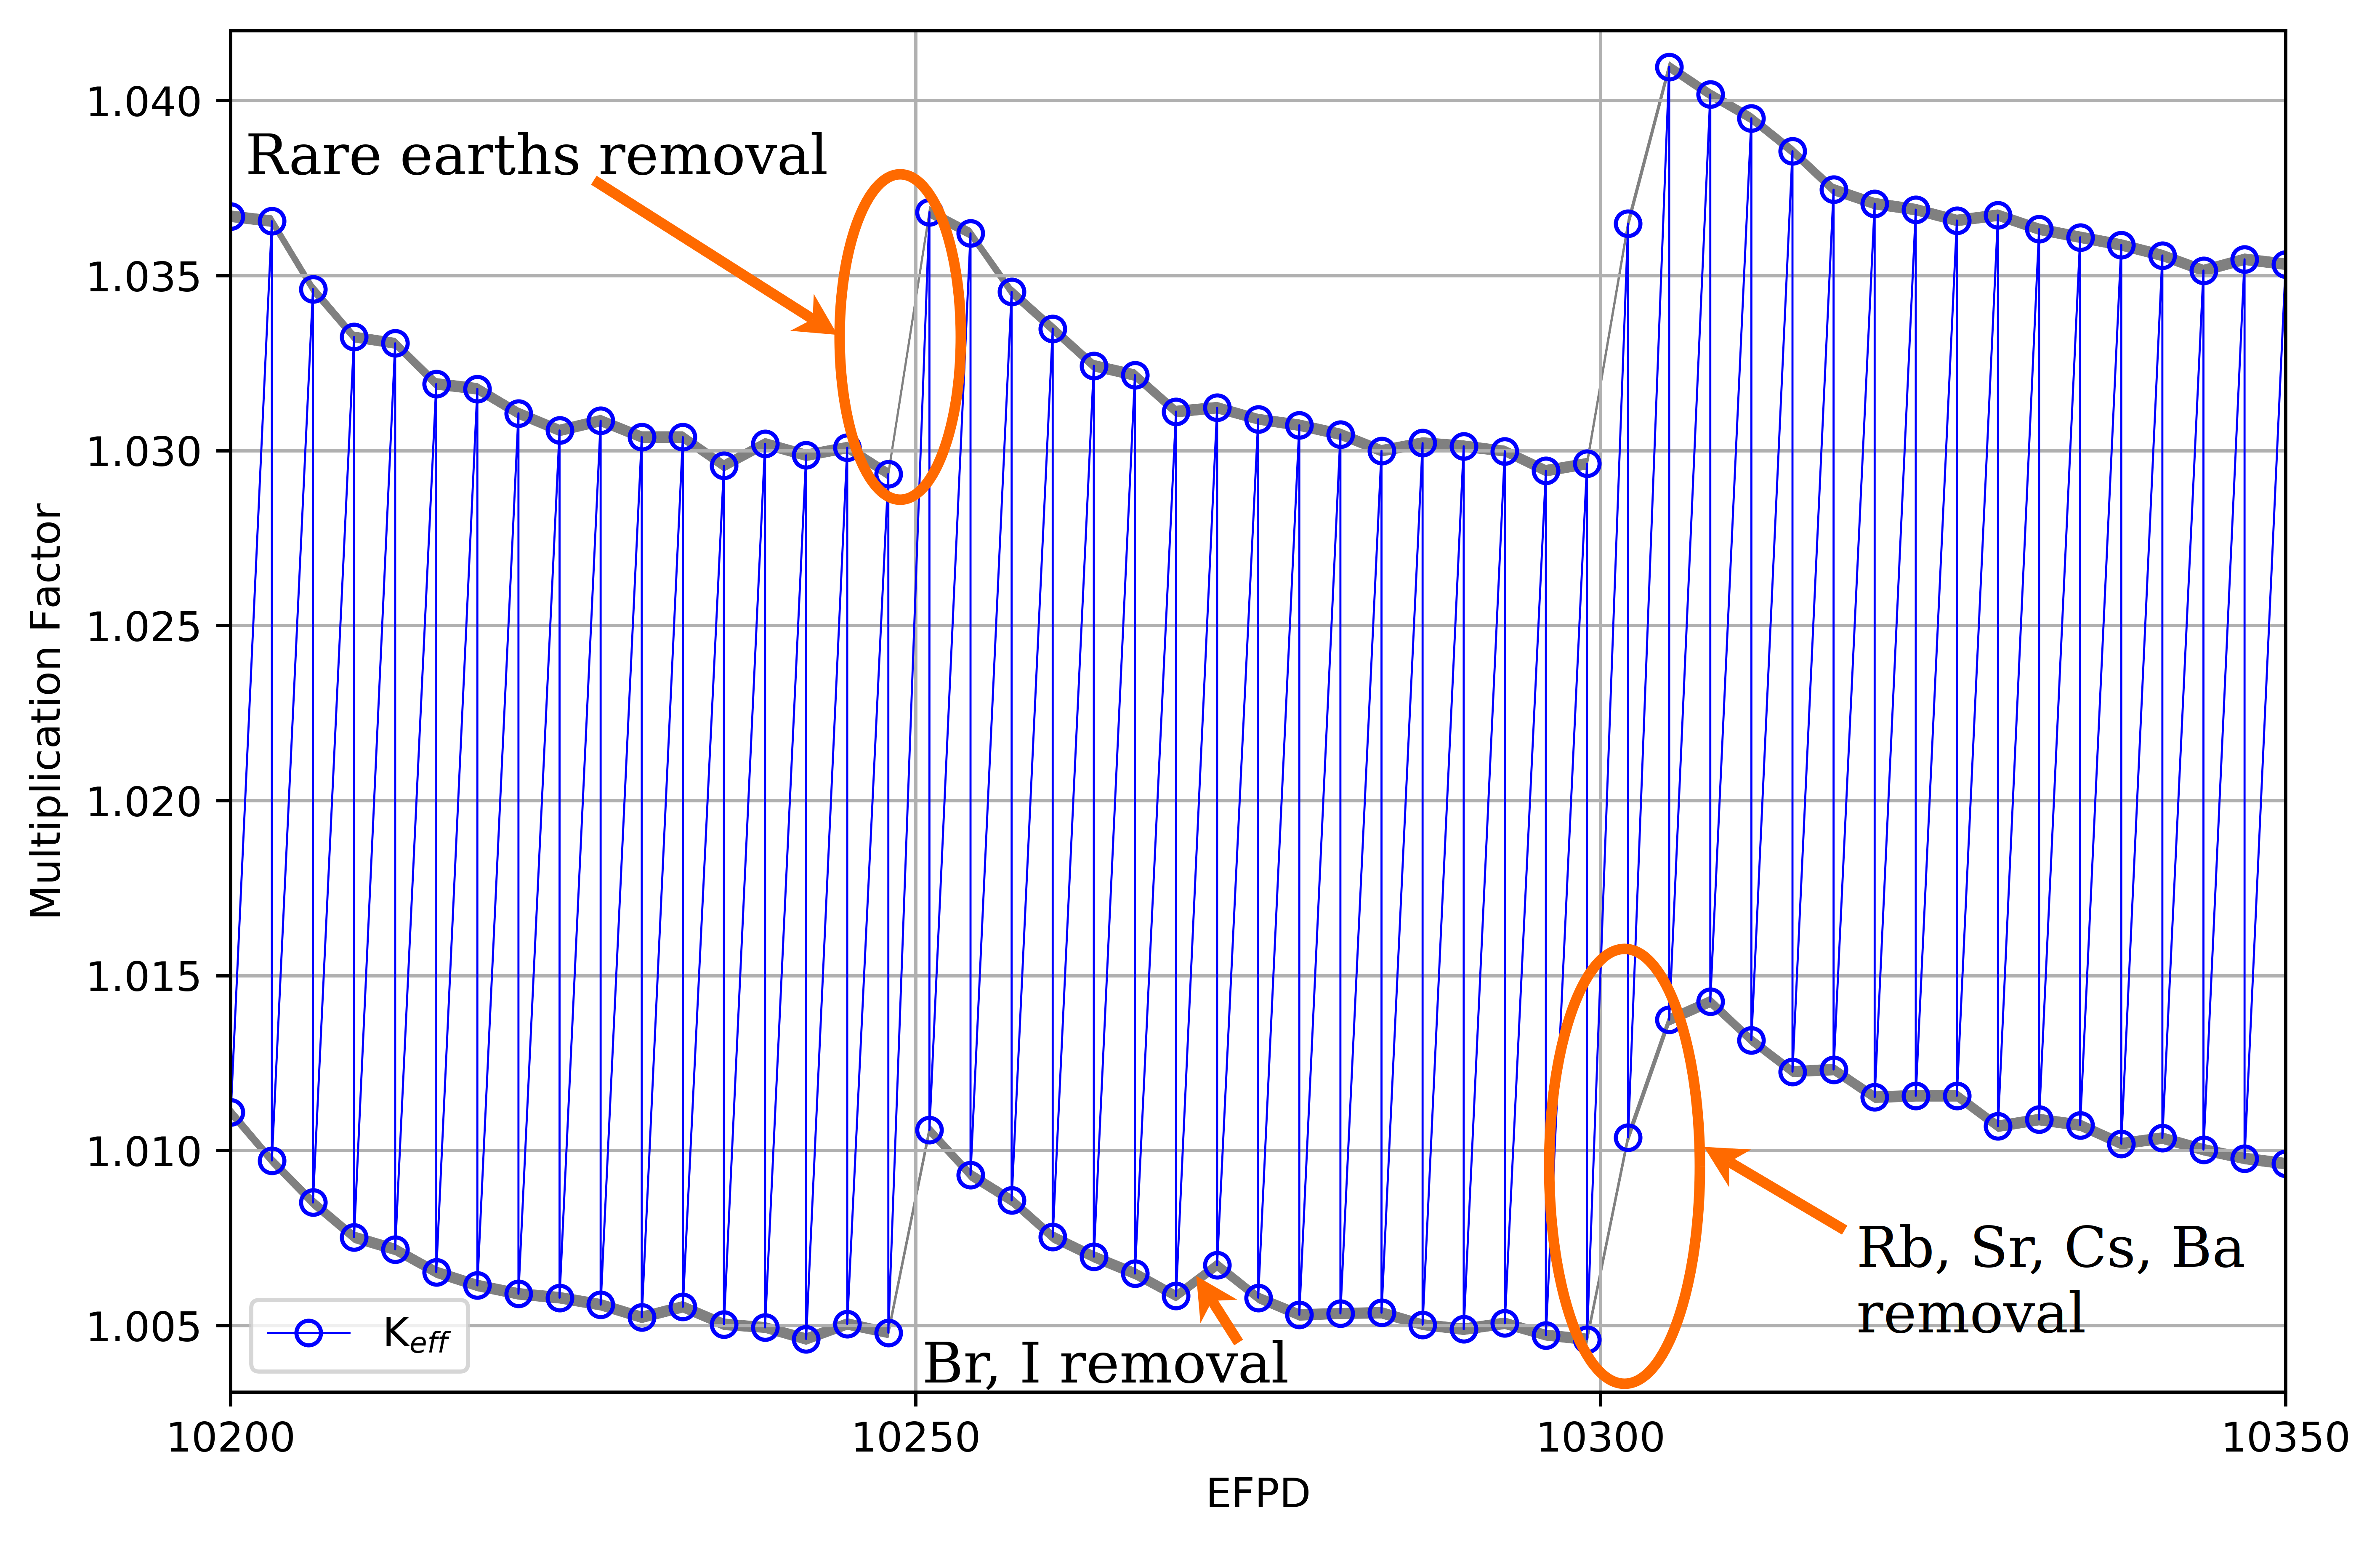 Rare earths removal
Multiplication Factor
1.040
1.035
1.030
1.025
1.020
1.015
1.010
1.005
Rb, Sr, Cs, Ba
removal
Br, I removal
Keff
10200
10250
10300
10350
EFPD